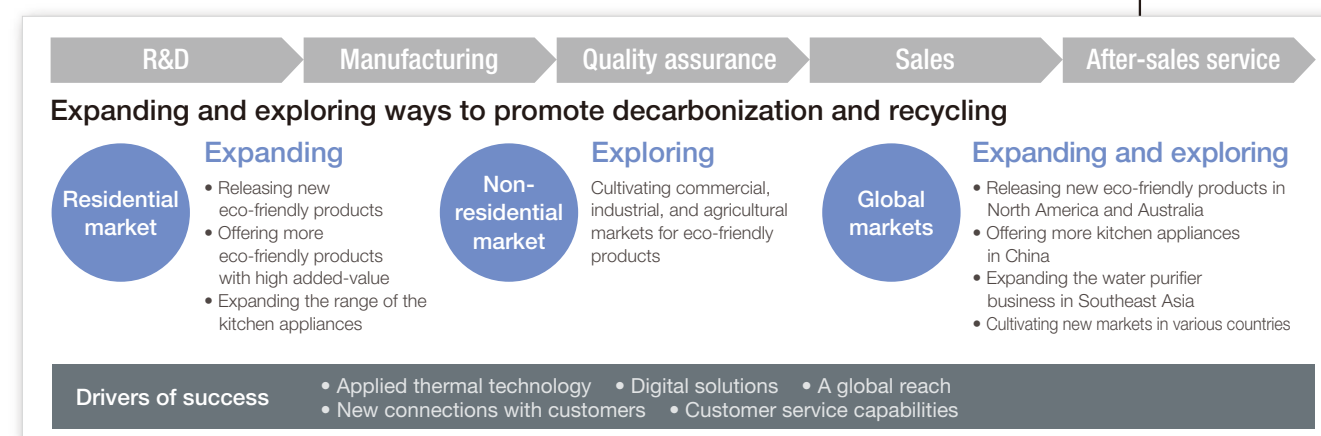 R&D
Manufacturing
Quality assurance
Sales
After-sales service
Expanding and exploring ways to promote decarbonization and recycling
Residential
market
Expanding
• Releasing new
eco-friendly products
• Offering more
eco-friendly products
with high added-value
• Expanding the range of the
kitchen appliances
Non-
residential
market
Exploring
Cultivating commercial,
industrial, and agricultural
markets for eco-friendly
products
Global
markets
Expanding and exploring
• Releasing new eco-friendly products in
North America and Australia
• Offering more kitchen appliances
in China
• Expanding the water purifier
business in Southeast Asia
• Cultivating new markets in various countries
Drivers of success
• Applied thermal technology • Digital solutions • A global reach
• New connections with customers • Customer service capabilities